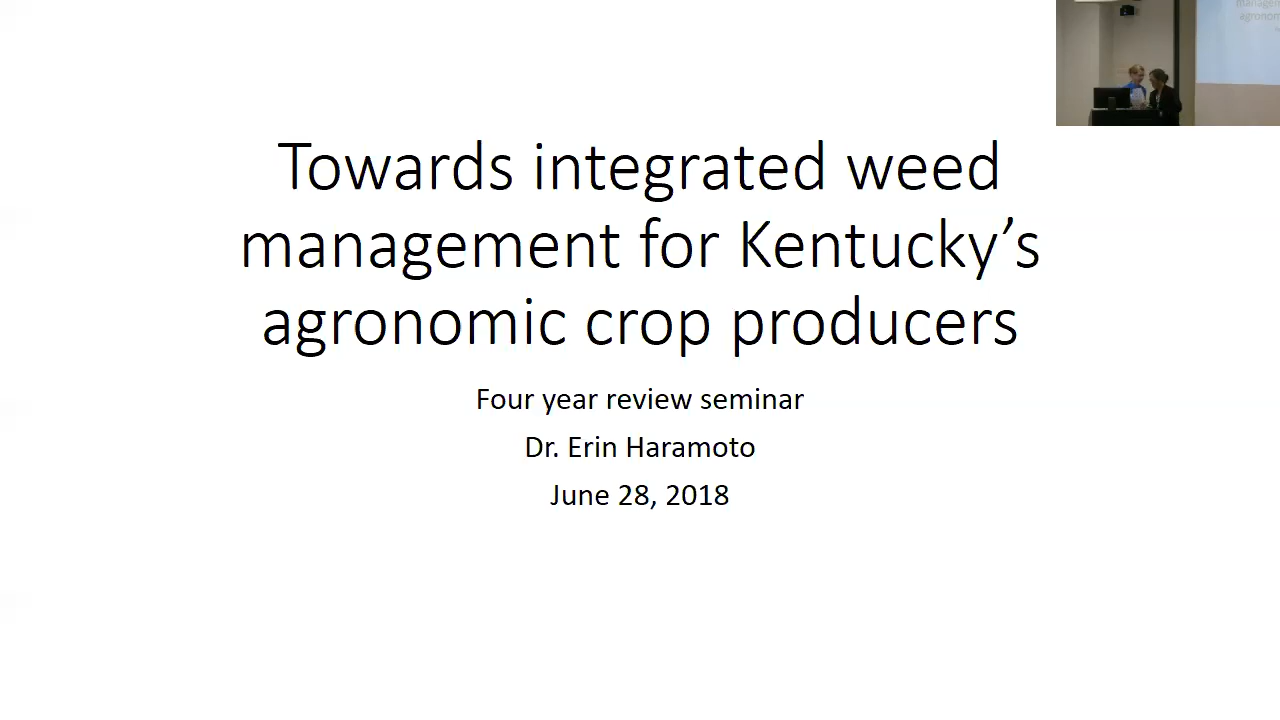 Towards integrated weed
management for Kentucky’s
agronomic crop producers
Four year review seminar
Dr. Erin Haramoto
June 28, 2018